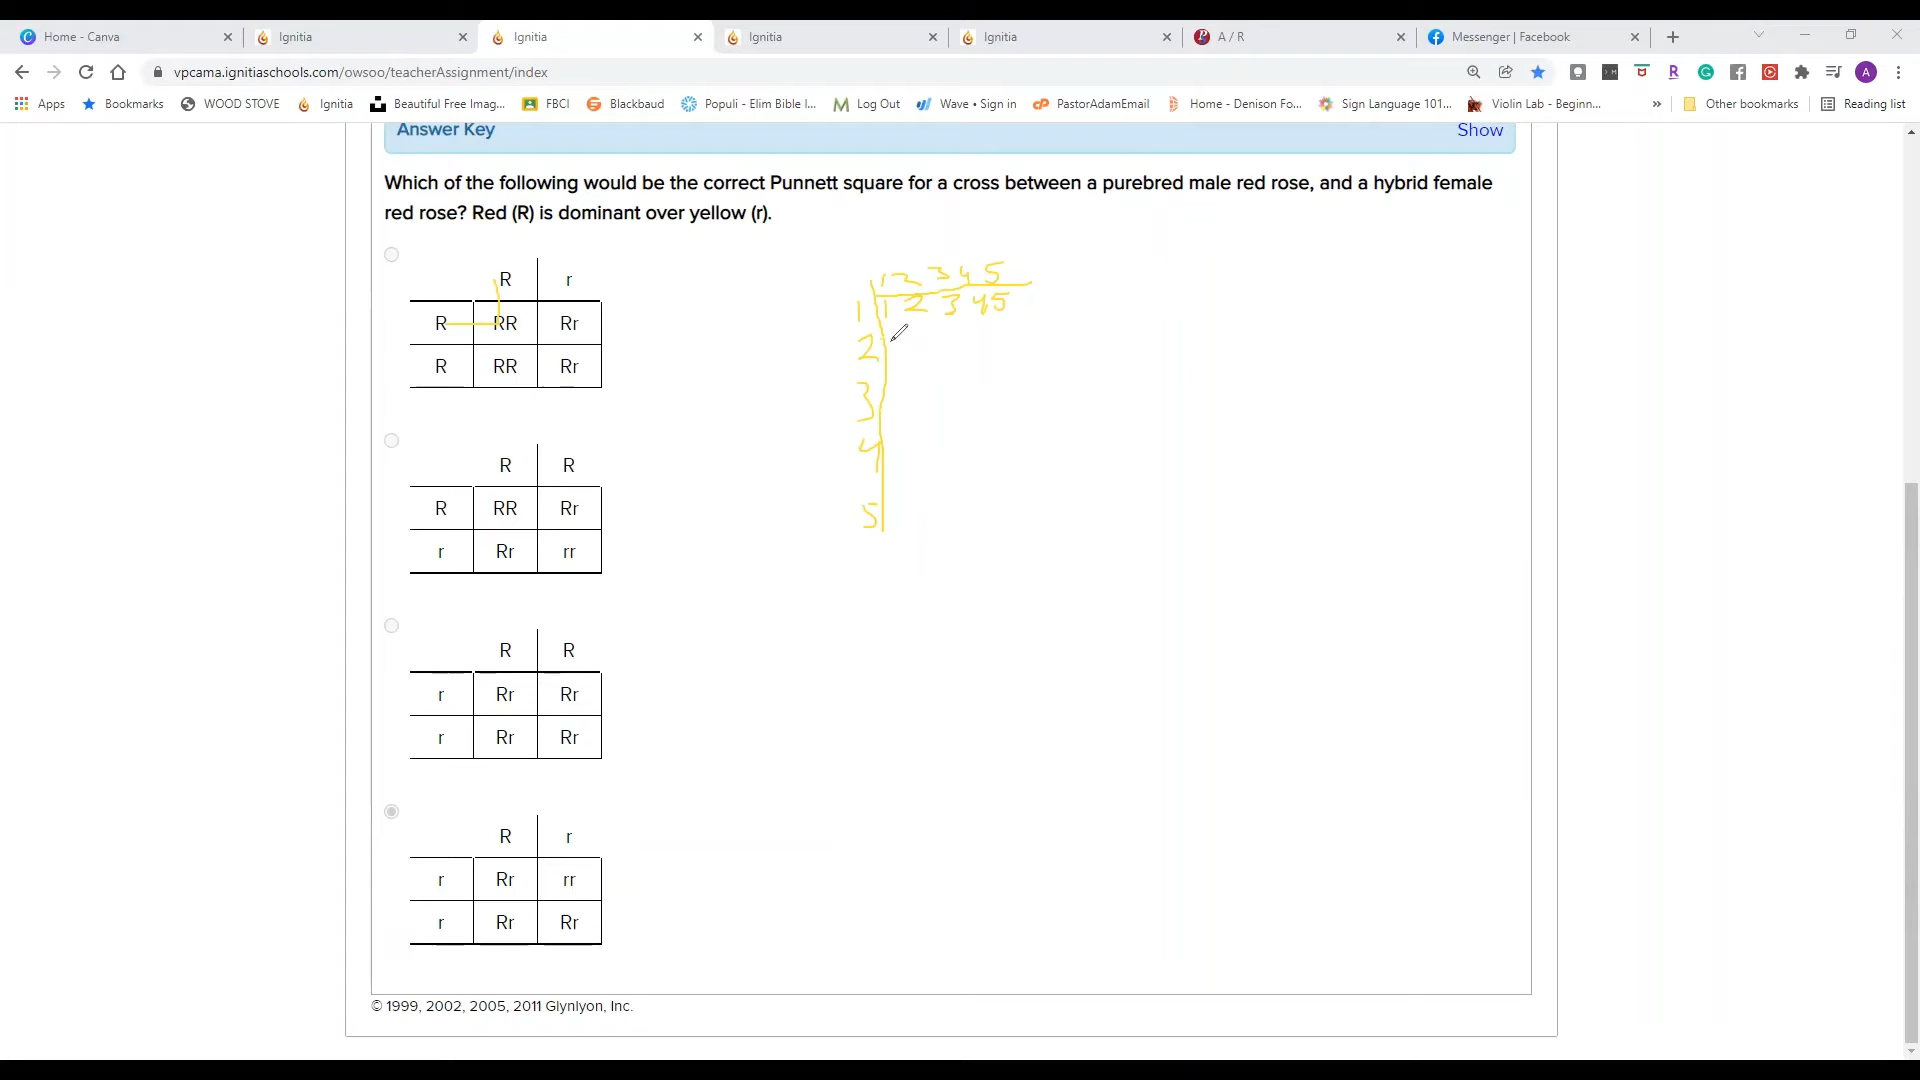 Home - Canva Ignitia Ignitia Ignitia Ignitia A / R Messenger | Facebook
vpcama.ignitiaschools.com/owsoo/teacherAssignment/index A
Apps Bookmarks WOOD STOVE Ignitia Beautiful Free Imag... FBCI Blackbaud Populi - Elim Bible I... Log Out Wave • Sign in PastorAdamEmail Home - Denison Fo... Sign Language 101... Violin Lab - Beginn... » Other bookmarks Reading list
Answer Key Show
Which of the following would be the correct Punnett square for a cross between a purebred male red rose, and a hybrid female
red rose? Red (R) is dominant over yellow (r).
R r
R RR Rr
R RR Rr
R R
R RR Rr
r Rr rr
R R
r Rr Rr
r Rr Rr
R r
r Rr rr
r Rr Rr
1 2 3 4 5
1 1 2 3 4 5
2
3
4
5
© 1999, 2002, 2005, 2011 Glynlyon, Inc.